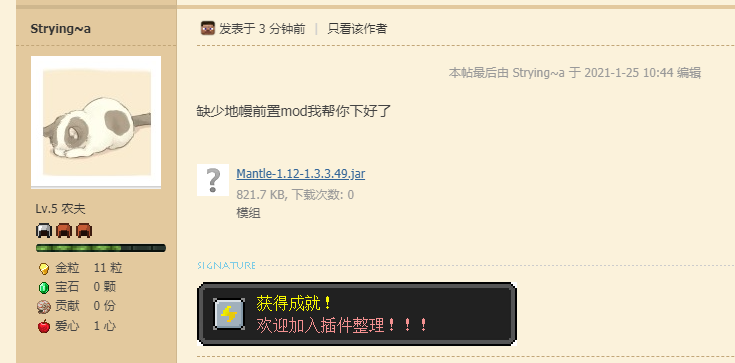 Strying~a
发表于 3 分钟前 | 只看该作者
本帖最后由 Strying~a 于 2021-1-25 10:44 编辑
缺少地幔前置mod我帮你下好了
Mantle-1.12-1.3.3.49.jar
821.7 KB, 下载次数: 0
模组
Lv.5 农夫
金粒 11 粒
宝石 0 颗
贡献 0 份
爱心 1 心
SIGNATURE
获得成就！
欢迎加入插件整理！！！